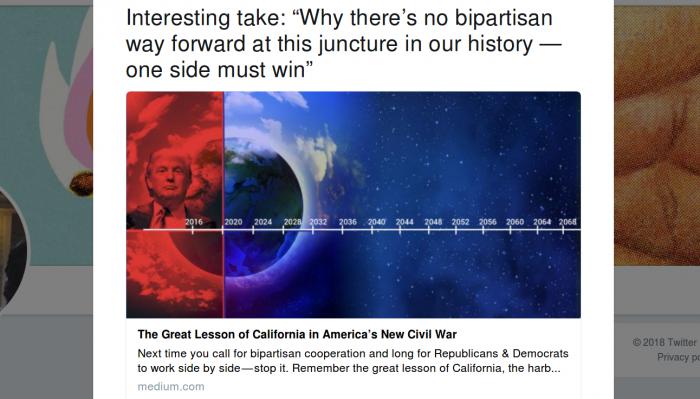 Interesting take: “Why there’s no bipartisan
way forward at this juncture in our history —
one side must win”
2016 2020 2024 2028 2032 2036 2040 2044 2048 2052 2056 2060 2064 2068
The Great Lesson of California in America’s New Civil War
Next time you call for bipartisan cooperation and long for Republicans & Democrats
to work side by side—stop it. Remember the great lesson of California, the harb...
medium.com
© 2018 Twitter
Privacy po